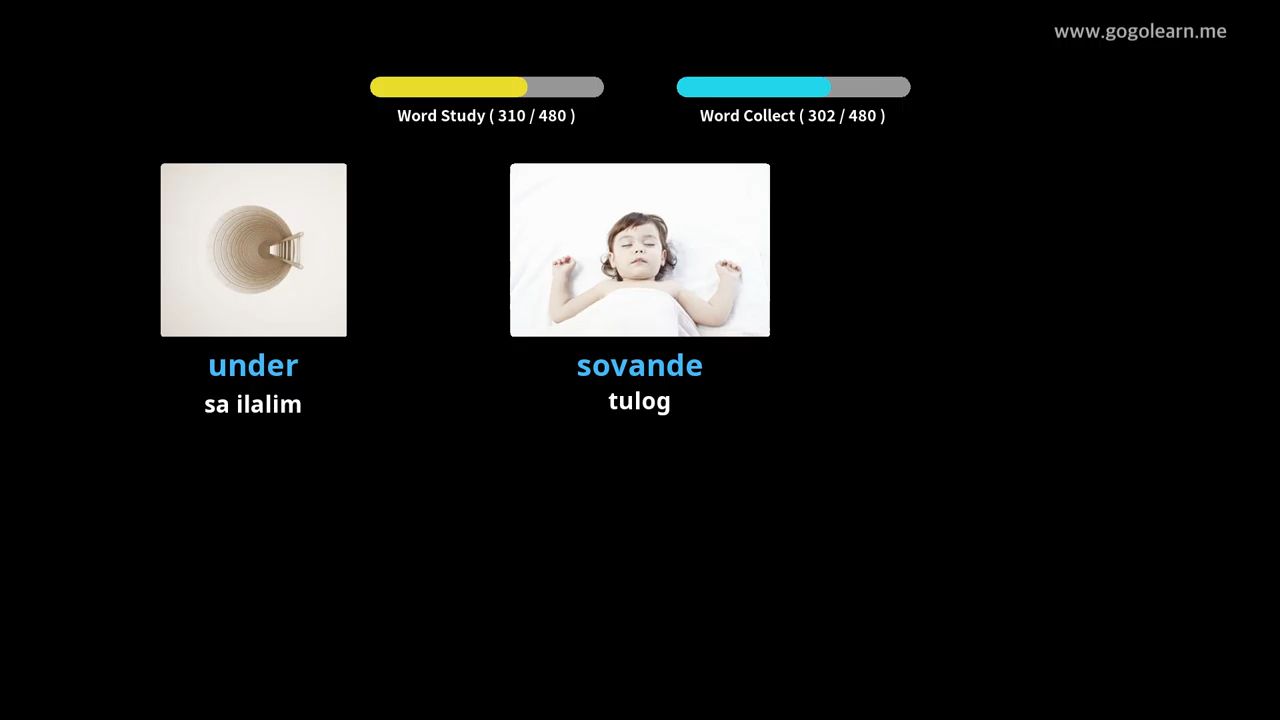 www.gogolearn.me
Word Study ( 310 / 480 )
Word Collect ( 302 / 480 )
under
sa ilalim
sovande
tulog